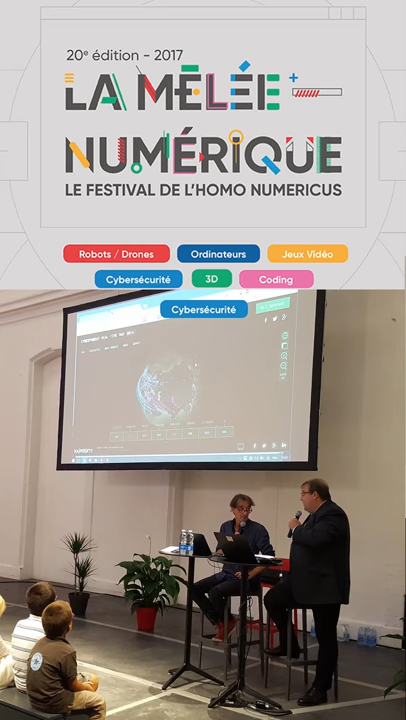 20e édition - 2017
LA MÊLÉE
NUMÉRIQUE
LE FESTIVAL DE L'HOMO NUMERICUS
Robots / Drones
Ordinateurs
Jeux Vidéo
Cybersécurité
3D
Coding
Cybersécurité